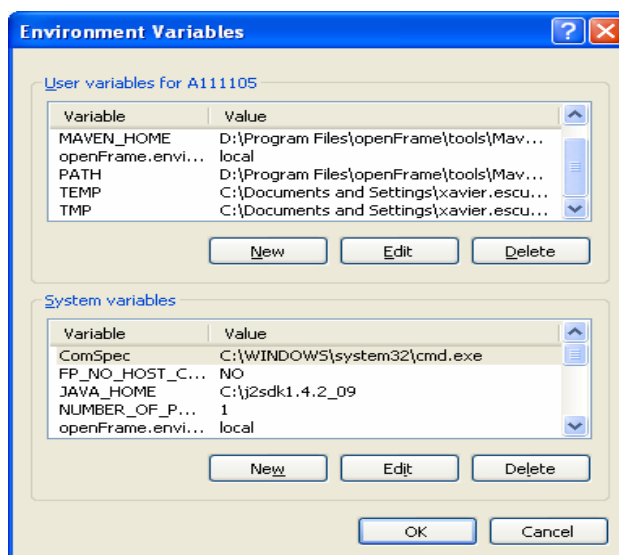 Environment Variables
User variables for A111105
Variable Value
MAVEN_HOME D:\Program Files\openFrame\tools\Mav...
openFrame.envi... local
PATH D:\Program Files\openFrame\tools\Mav...
TEMP C:\Documents and Settings\xavier.escu...
TMP C:\Documents and Settings\xavier.escu...
New Edit Delete
System variables
Variable Value
ComSpec C:\WINDOWS\system32\cmd.exe
FP_NO_HOST_C... NO
JAVA_HOME C:\j2sdk1.4.2_09
NUMBER_OF_P... 1
openFrame.envi... local
New Edit Delete
OK Cancel